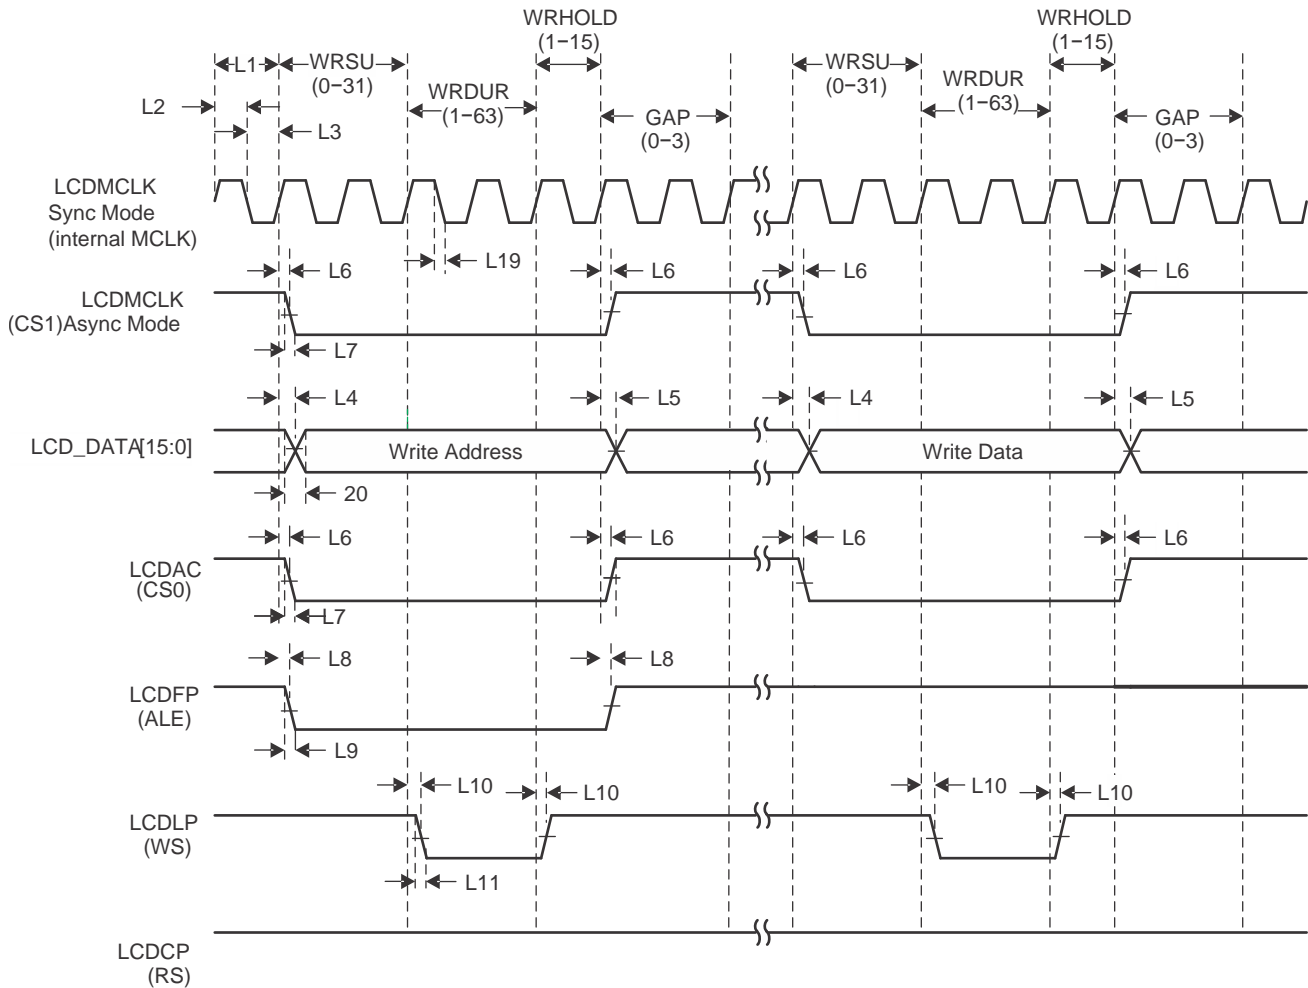 WRHOLD
(1−15)
WRHOLD
(1−15)
L1
WRSU
(0−31)
WRSU
(0−31)
WRDUR
(1−63)
WRDUR
(1−63)
L2
L3
GAP
(0−3)
GAP
(0−3)
LCDMCLK
Sync Mode
(internal MCLK)
L19
L6
L6
L6
L6
LCDMCLK
(CS1)Async Mode
L7
L4
L5
L4
L5
LCD_DATA[15:0]
Write Address
Write Data
20
L6
L6
L6
L6
LCDAC
(CS0)
L7
L8
L8
LCDFP
(ALE)
L9
L10
L10
L10
L10
LCDLP
(WS)
L11
LCDCP
(RS)